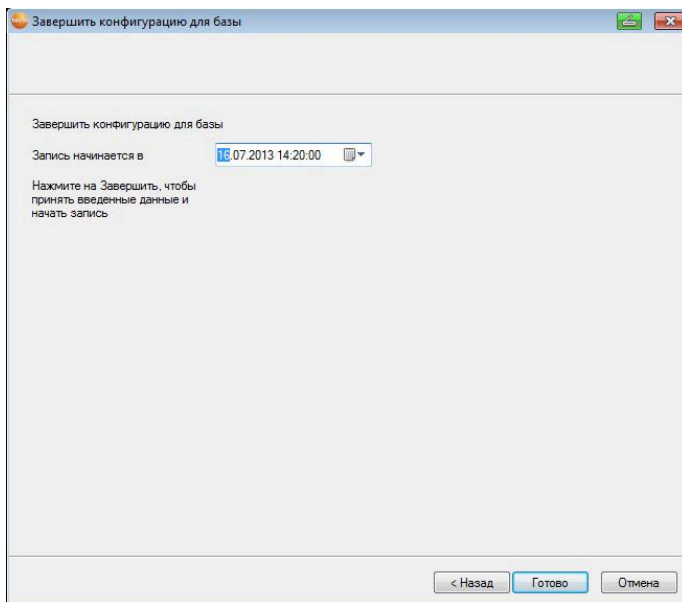 Завершить конфигурацию для базы
Завершить конфигурацию для базы
Запись начинается в
16.07.2013 14:20:00
Нажмите на Завершить, чтобы
принять введенные данные и
начать запись
< Назад
Готово
Отмена